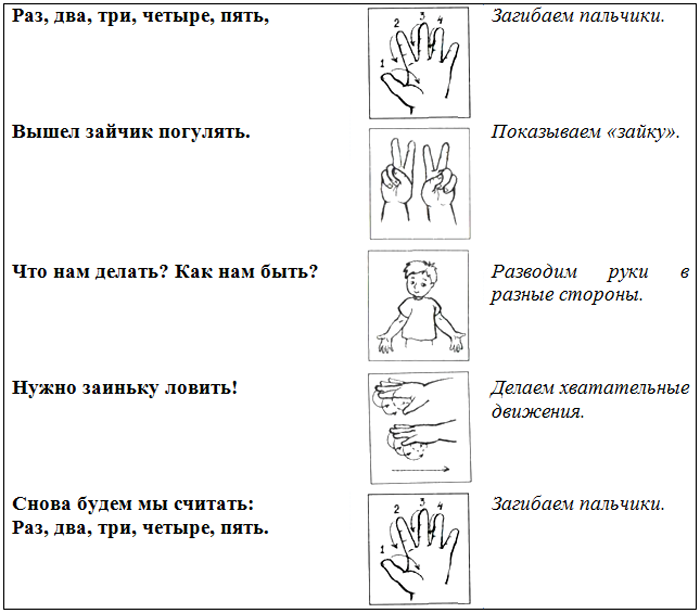 Раз, два, три, четыре, пять,
1 2 3 4
Загибаем пальчики.
Вышел зайчик погулять.
Показываем «зайку».
Что нам делать? Как нам быть?
Разводим руки в
разные стороны.
Нужно заиньку ловить!
Делаем хватательные
движения.
Снова будем мы считать:
Раз, два, три, четыре, пять.
1 2 3 4
Загибаем пальчики.